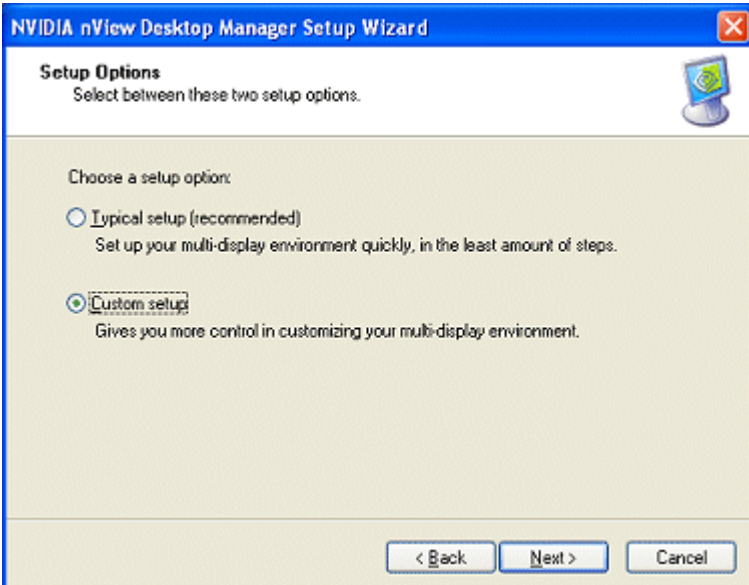 NVIDIA nView Desktop Manager Setup Wizard
Setup Options
Select between these two setup options.
Choose a setup option:
Typical setup (recommended)
Set up your multi-display environment quickly, in the least amount of steps.
Custom setup
Gives you more control in customizing your multi-display environment.
< Back
Next >
Cancel